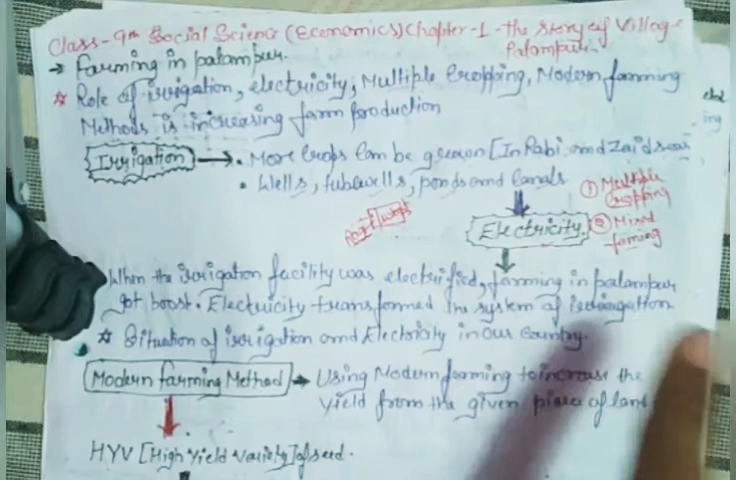 Class-9th Social Science (Economics) Chapter-1-The Story of Village
Palampur.
→ Farming in palampur.
☆ Role of irrigation, electricity, Multiple Cropping, Modern farming
Methods is increasing farm production
Irrigation → • More Crops Can be grown [In Rabi and Zaid
• Wells, tubewells, ponds and Canals
① Multiple
Cropping
② Mixed
farming
Electricity.
When the irrigation facility was electrified, farming in palampur
got boost. Electricity transformed the system of
☆ Situation of irrigation and Electricity in our Country.
Modern farming Method → Using Modern farming to increase the
yield from the given piece of land
HYV [High Yield Variety] of seed.